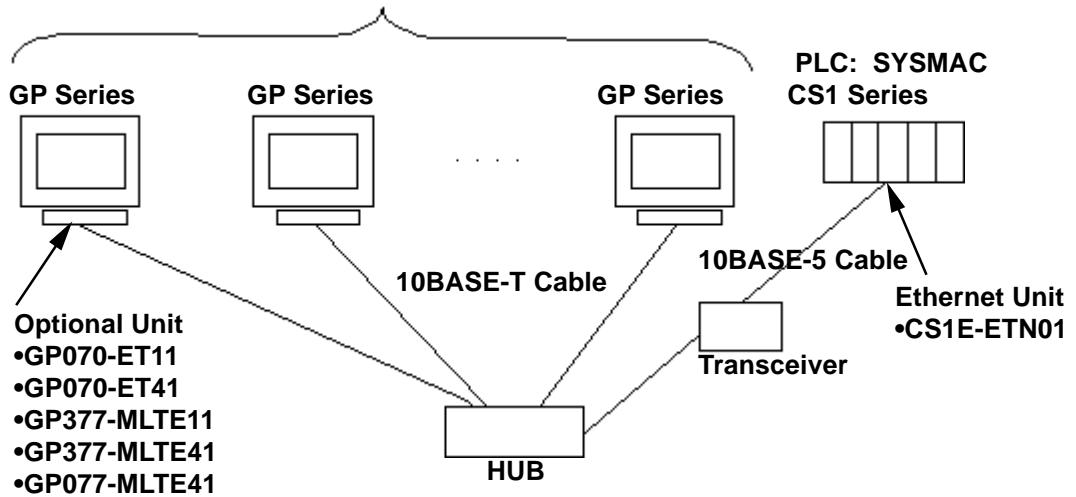 PLC: SYSMAC
GP Series
GP Series
GP Series
CS1 Series
. . . .
10BASE-T Cable
10BASE-5 Cable
Optional Unit
•GP070-ET11
•GP070-ET41
•GP377-MLTE11
•GP377-MLTE41
•GP077-MLTE41
Ethernet Unit
•CS1E-ETN01
Transceiver
HUB